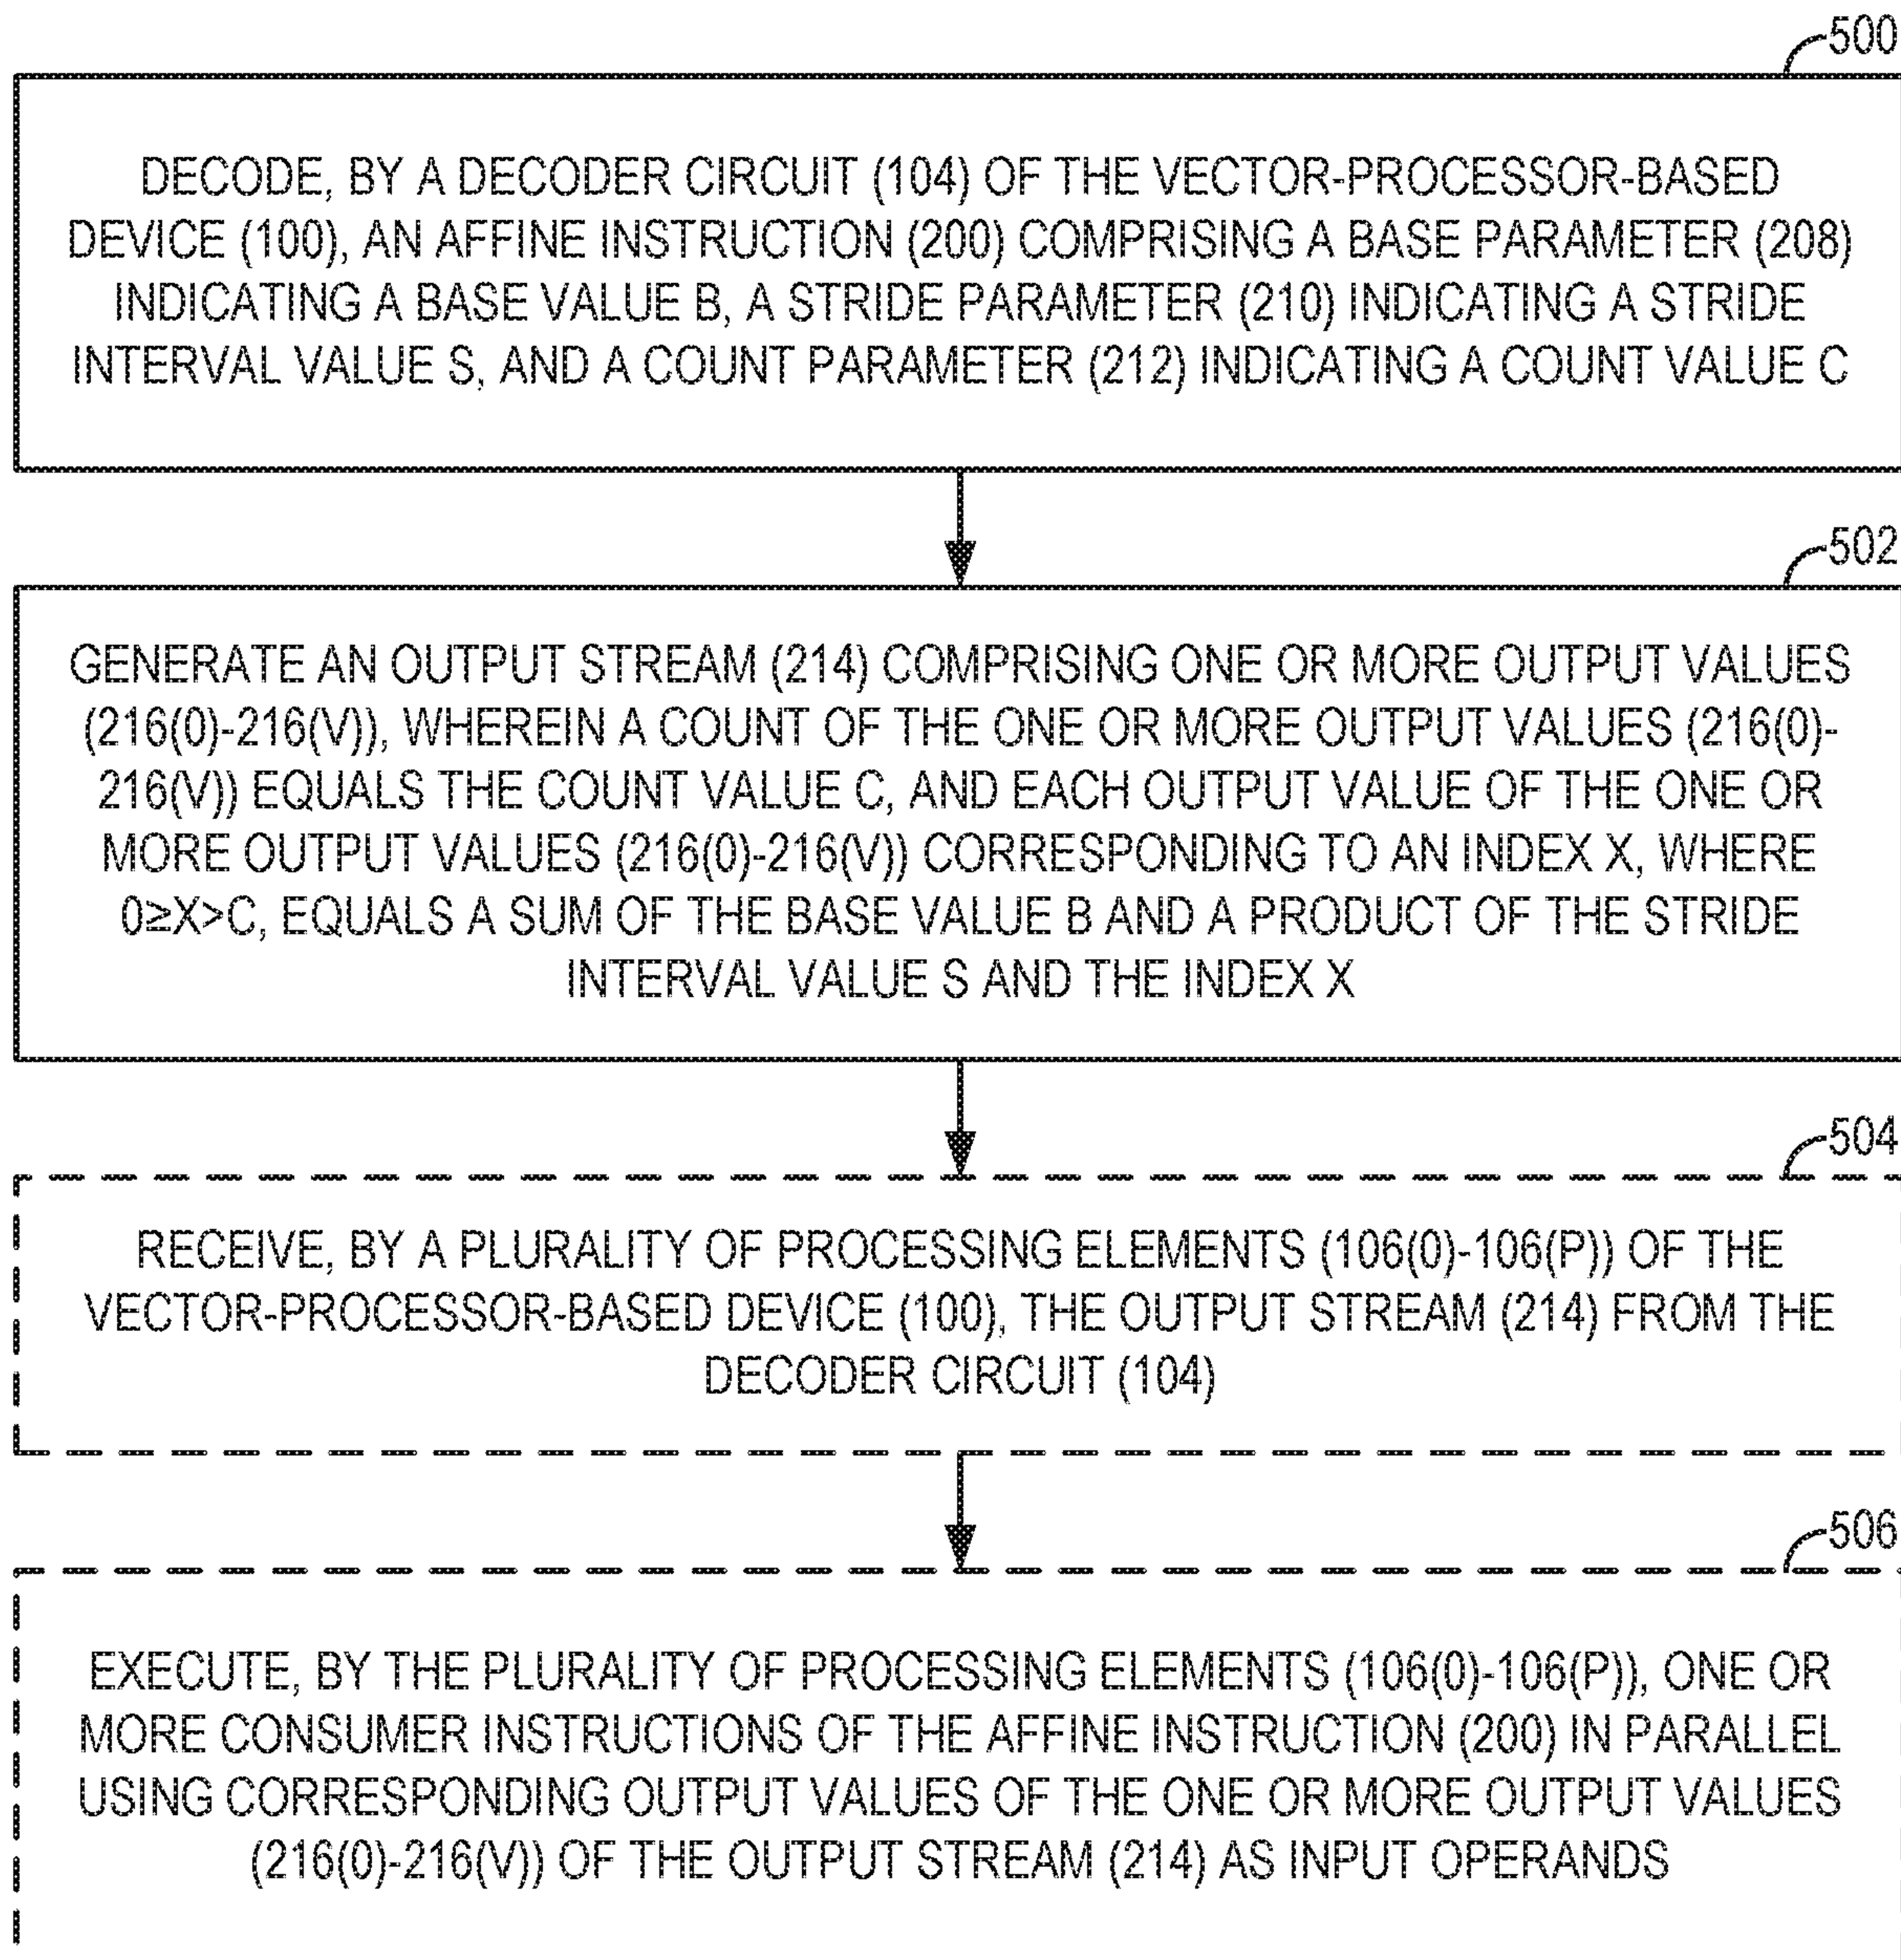 500
DECODE, BY A DECODER CIRCUIT (104) OF THE VECTOR-PROCESSOR-BASED
DEVICE (100), AN AFFINE INSTRUCTION (200) COMPRISING A BASE PARAMETER (208)
INDICATING A BASE VALUE B, A STRIDE PARAMETER (210) INDICATING A STRIDE
INTERVAL VALUE S, AND A COUNT PARAMETER (212) INDICATING A COUNT VALUE C
502
GENERATE AN OUTPUT STREAM (214) COMPRISING ONE OR MORE OUTPUT VALUES
(216(0)-216(V)), WHEREIN A COUNT OF THE ONE OR MORE OUTPUT VALUES (216(0)-
216(V)) EQUALS THE COUNT VALUE C, AND EACH OUTPUT VALUE OF THE ONE OR
MORE OUTPUT VALUES (216(0)-216(V)) CORRESPONDING TO AN INDEX X, WHERE
0≥X>C, EQUALS A SUM OF THE BASE VALUE B AND A PRODUCT OF THE STRIDE
INTERVAL VALUE S AND THE INDEX X
504
RECEIVE, BY A PLURALITY OF PROCESSING ELEMENTS (106(0)-106(P)) OF THE
VECTOR-PROCESSOR-BASED DEVICE (100), THE OUTPUT STREAM (214) FROM THE
DECODER CIRCUIT (104)
506
EXECUTE, BY THE PLURALITY OF PROCESSING ELEMENTS (106(0)-106(P)), ONE OR
MORE CONSUMER INSTRUCTIONS OF THE AFFINE INSTRUCTION (200) IN PARALLEL
USING CORRESPONDING OUTPUT VALUES OF THE ONE OR MORE OUTPUT VALUES
(216(0)-216(V)) OF THE OUTPUT STREAM (214) AS INPUT OPERANDS